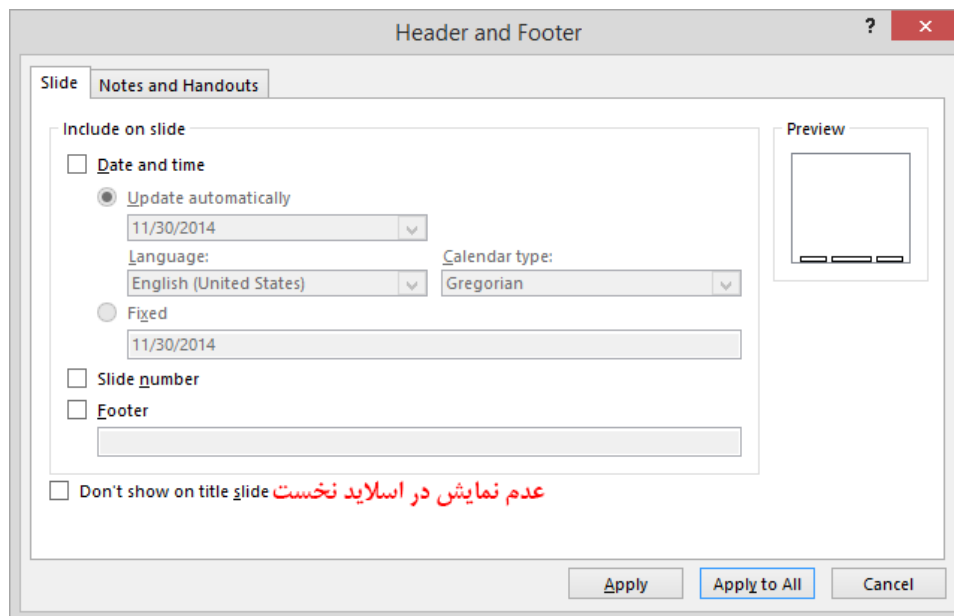 Header and Footer
?
Slide
Notes and Handouts
Include on slide
Preview
Date and time
Update automatically
11/30/2014
Language:
Calendar type:
English (United States)
Gregorian
Fixed
11/30/2014
Slide number
Footer
Don't show on title slide عدم نمایش در اسلاید نخست
Apply
Apply to All
Cancel